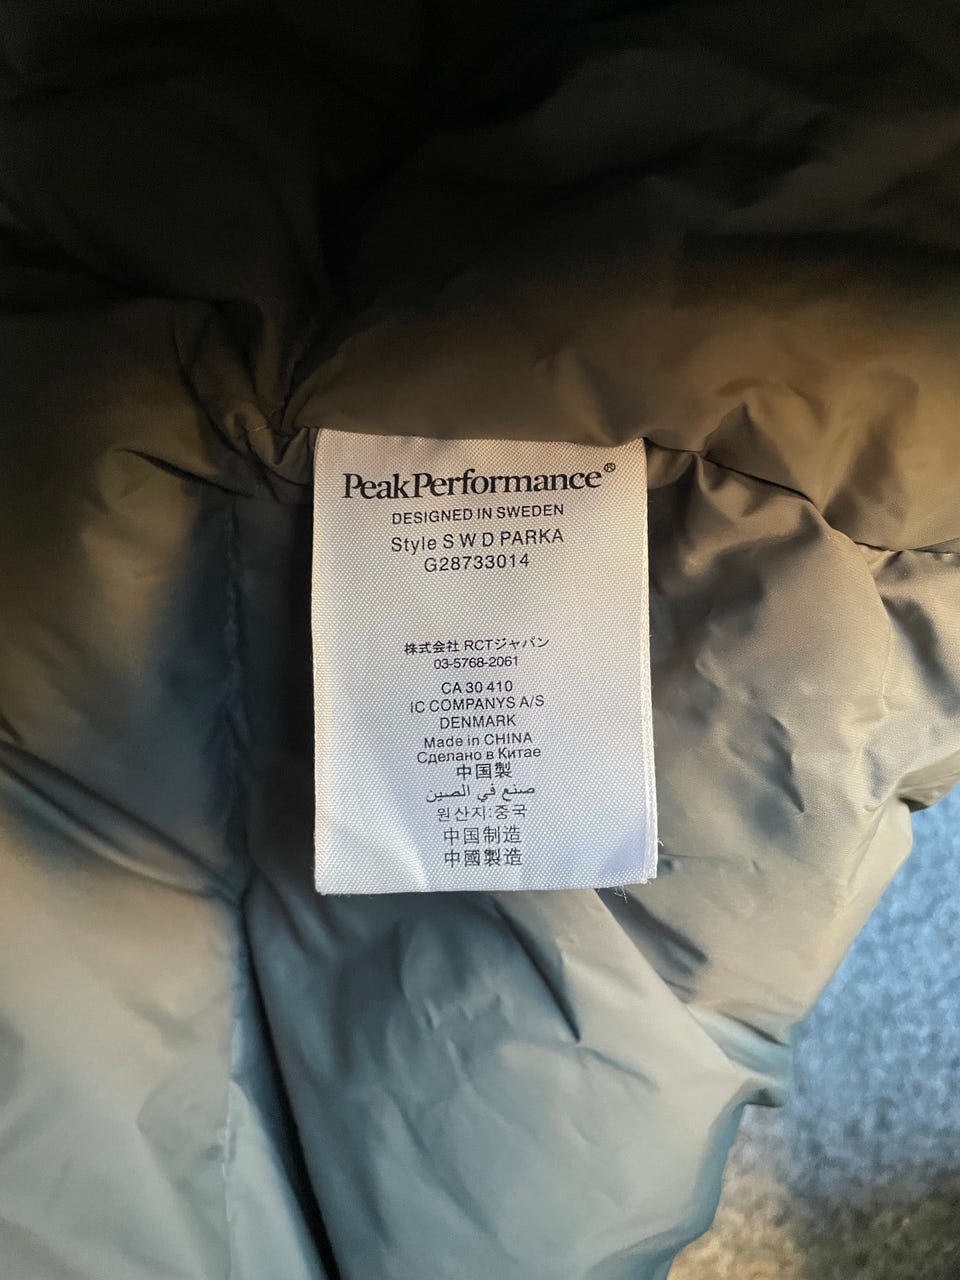 PeakPerformance®
DESIGNED IN SWEDEN
Style S W D PARKA
G28733014
株式会社 RCTジャパン
03-5768-2061
CA 30 410
IC COMPANYS A/S
DENMARK
Made in CHINA
Сделано в Китае
中国製
صنع في الصين
원산지:중국
中国制造
中國製造